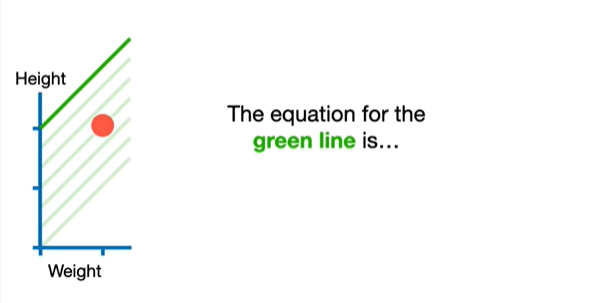 Height
The equation for the
green line is...
Weight